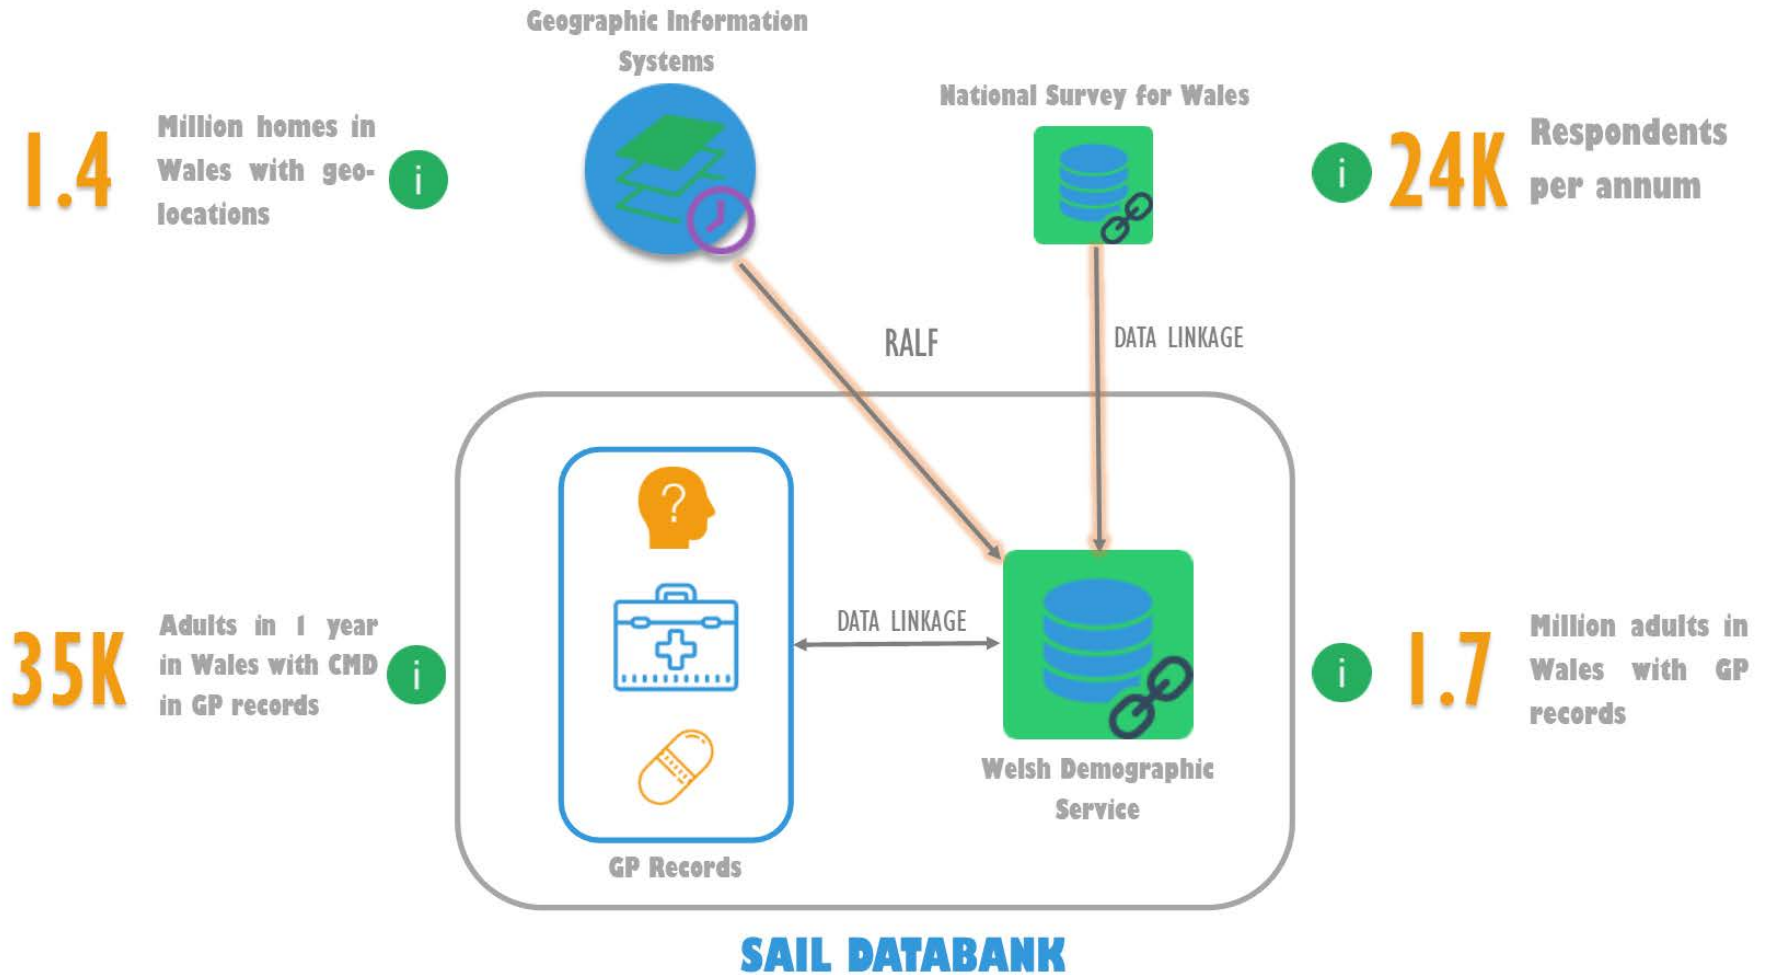 Geographic Information
Systems
National Survey for Wales
1.4
Million homes in
Wales with geo-
locations
i
i
24K
Respondents
per annum
RALF
DATA LINKAGE
?
DATA LINKAGE
35K
Adults in 1 year
in Wales with CMD
in GP records
i
i
1.7
Million adults in
Wales with GP
records
Welsh Demographic
Service
GP Records
SAIL DATABANK